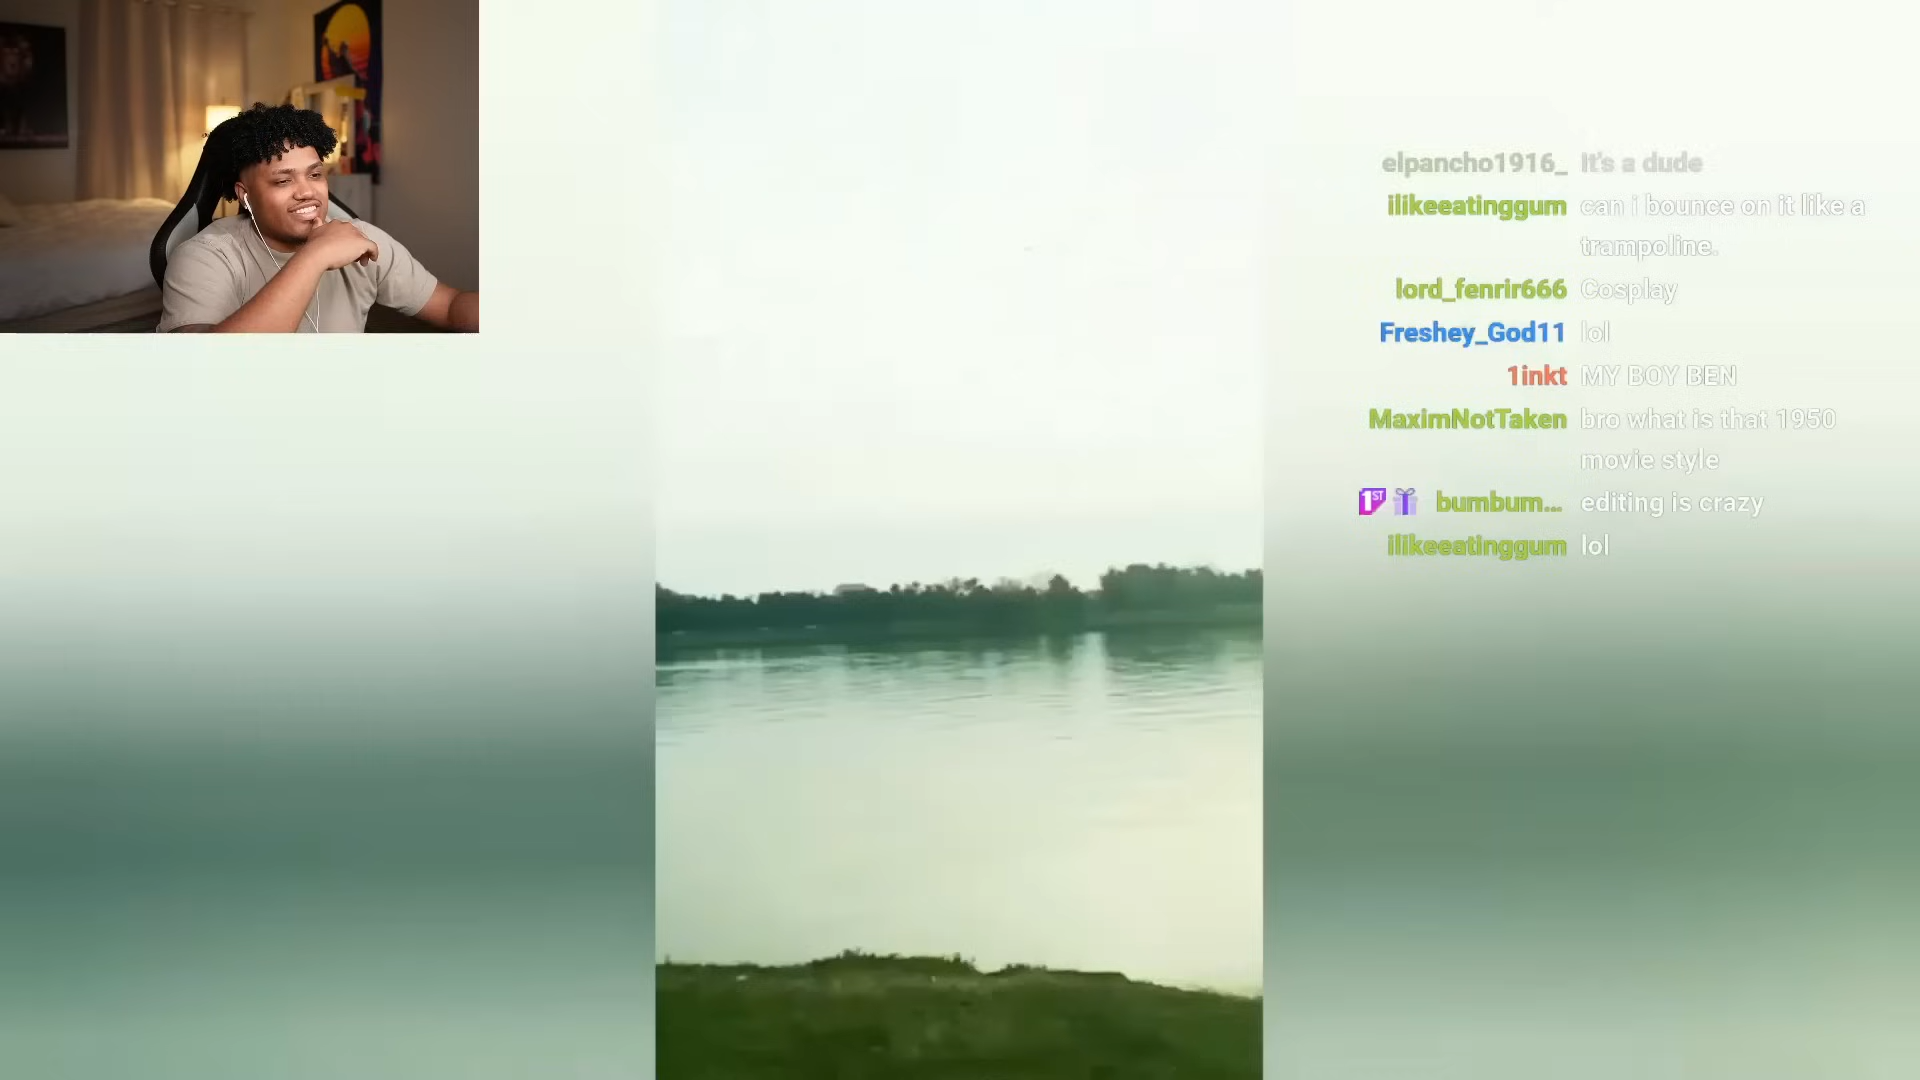 elpancho1916_ It's a dude
ilikeeatinggum can i bounce on it like a
trampoline.
lord_fenrir666 Cosplay
Freshey_God11 lol
1inkt MY BOY BEN
MaximNotTaken bro what is that 1950
movie style
1ST bumbum... editing is crazy
ilikeeatinggum lol